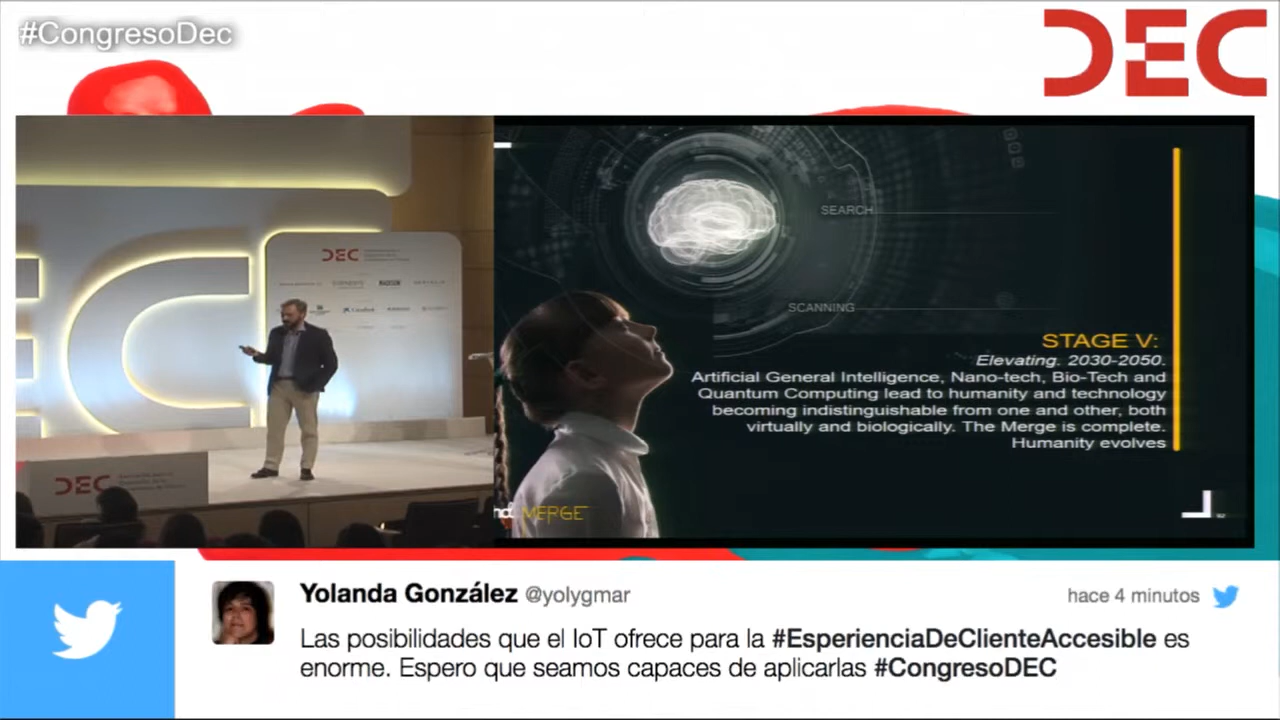 #CongresoDec
DEC
DEC
DEC
SEARCH
SCANNING
STAGE V:
Elevating. 2030-2050.
Artificial General Intelligence, Nano-tech, Bio-Tech and
Quantum Computing lead to humanity and technology
becoming indistinguishable from one and other, both
virtually and biologically. The Merge is complete.
Humanity evolves
MERGE
Yolanda González @yolygmar
hace 4 minutos
Las posibilidades que el IoT ofrece para la #EsperienciaDeClienteAccesible es
enorme. Espero que seamos capaces de aplicarlas #CongresoDEC